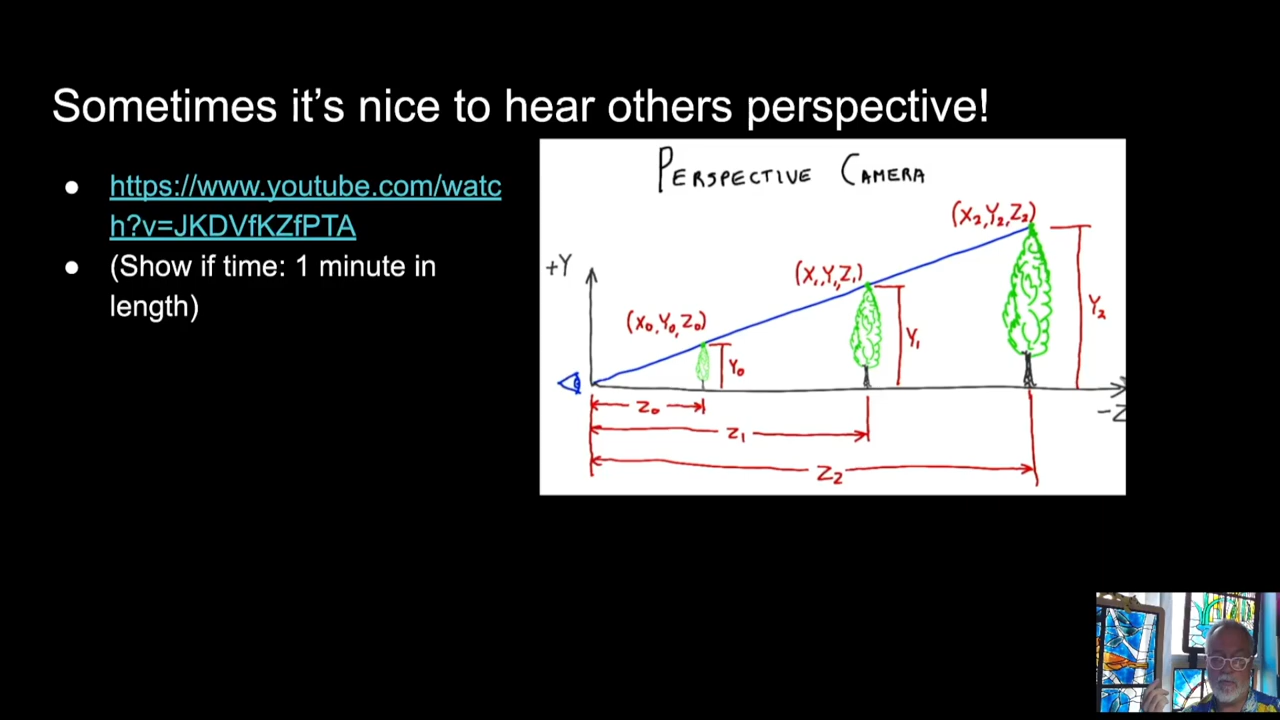 Sometimes it's nice to hear others perspective!
● https://www.youtube.com/watc
h?v=JKDVfKZfPTA
● (Show if time: 1 minute in
length)
PERSPECTIVE CAMERA
(X₂,Y₂,Z₂)
+Y
(X₁,Y₁,Z₁)
(X₀,Y₀,Z₀)
Y₂
Y₁
Y₀
Z₀
-Z
Z₁
Z₂